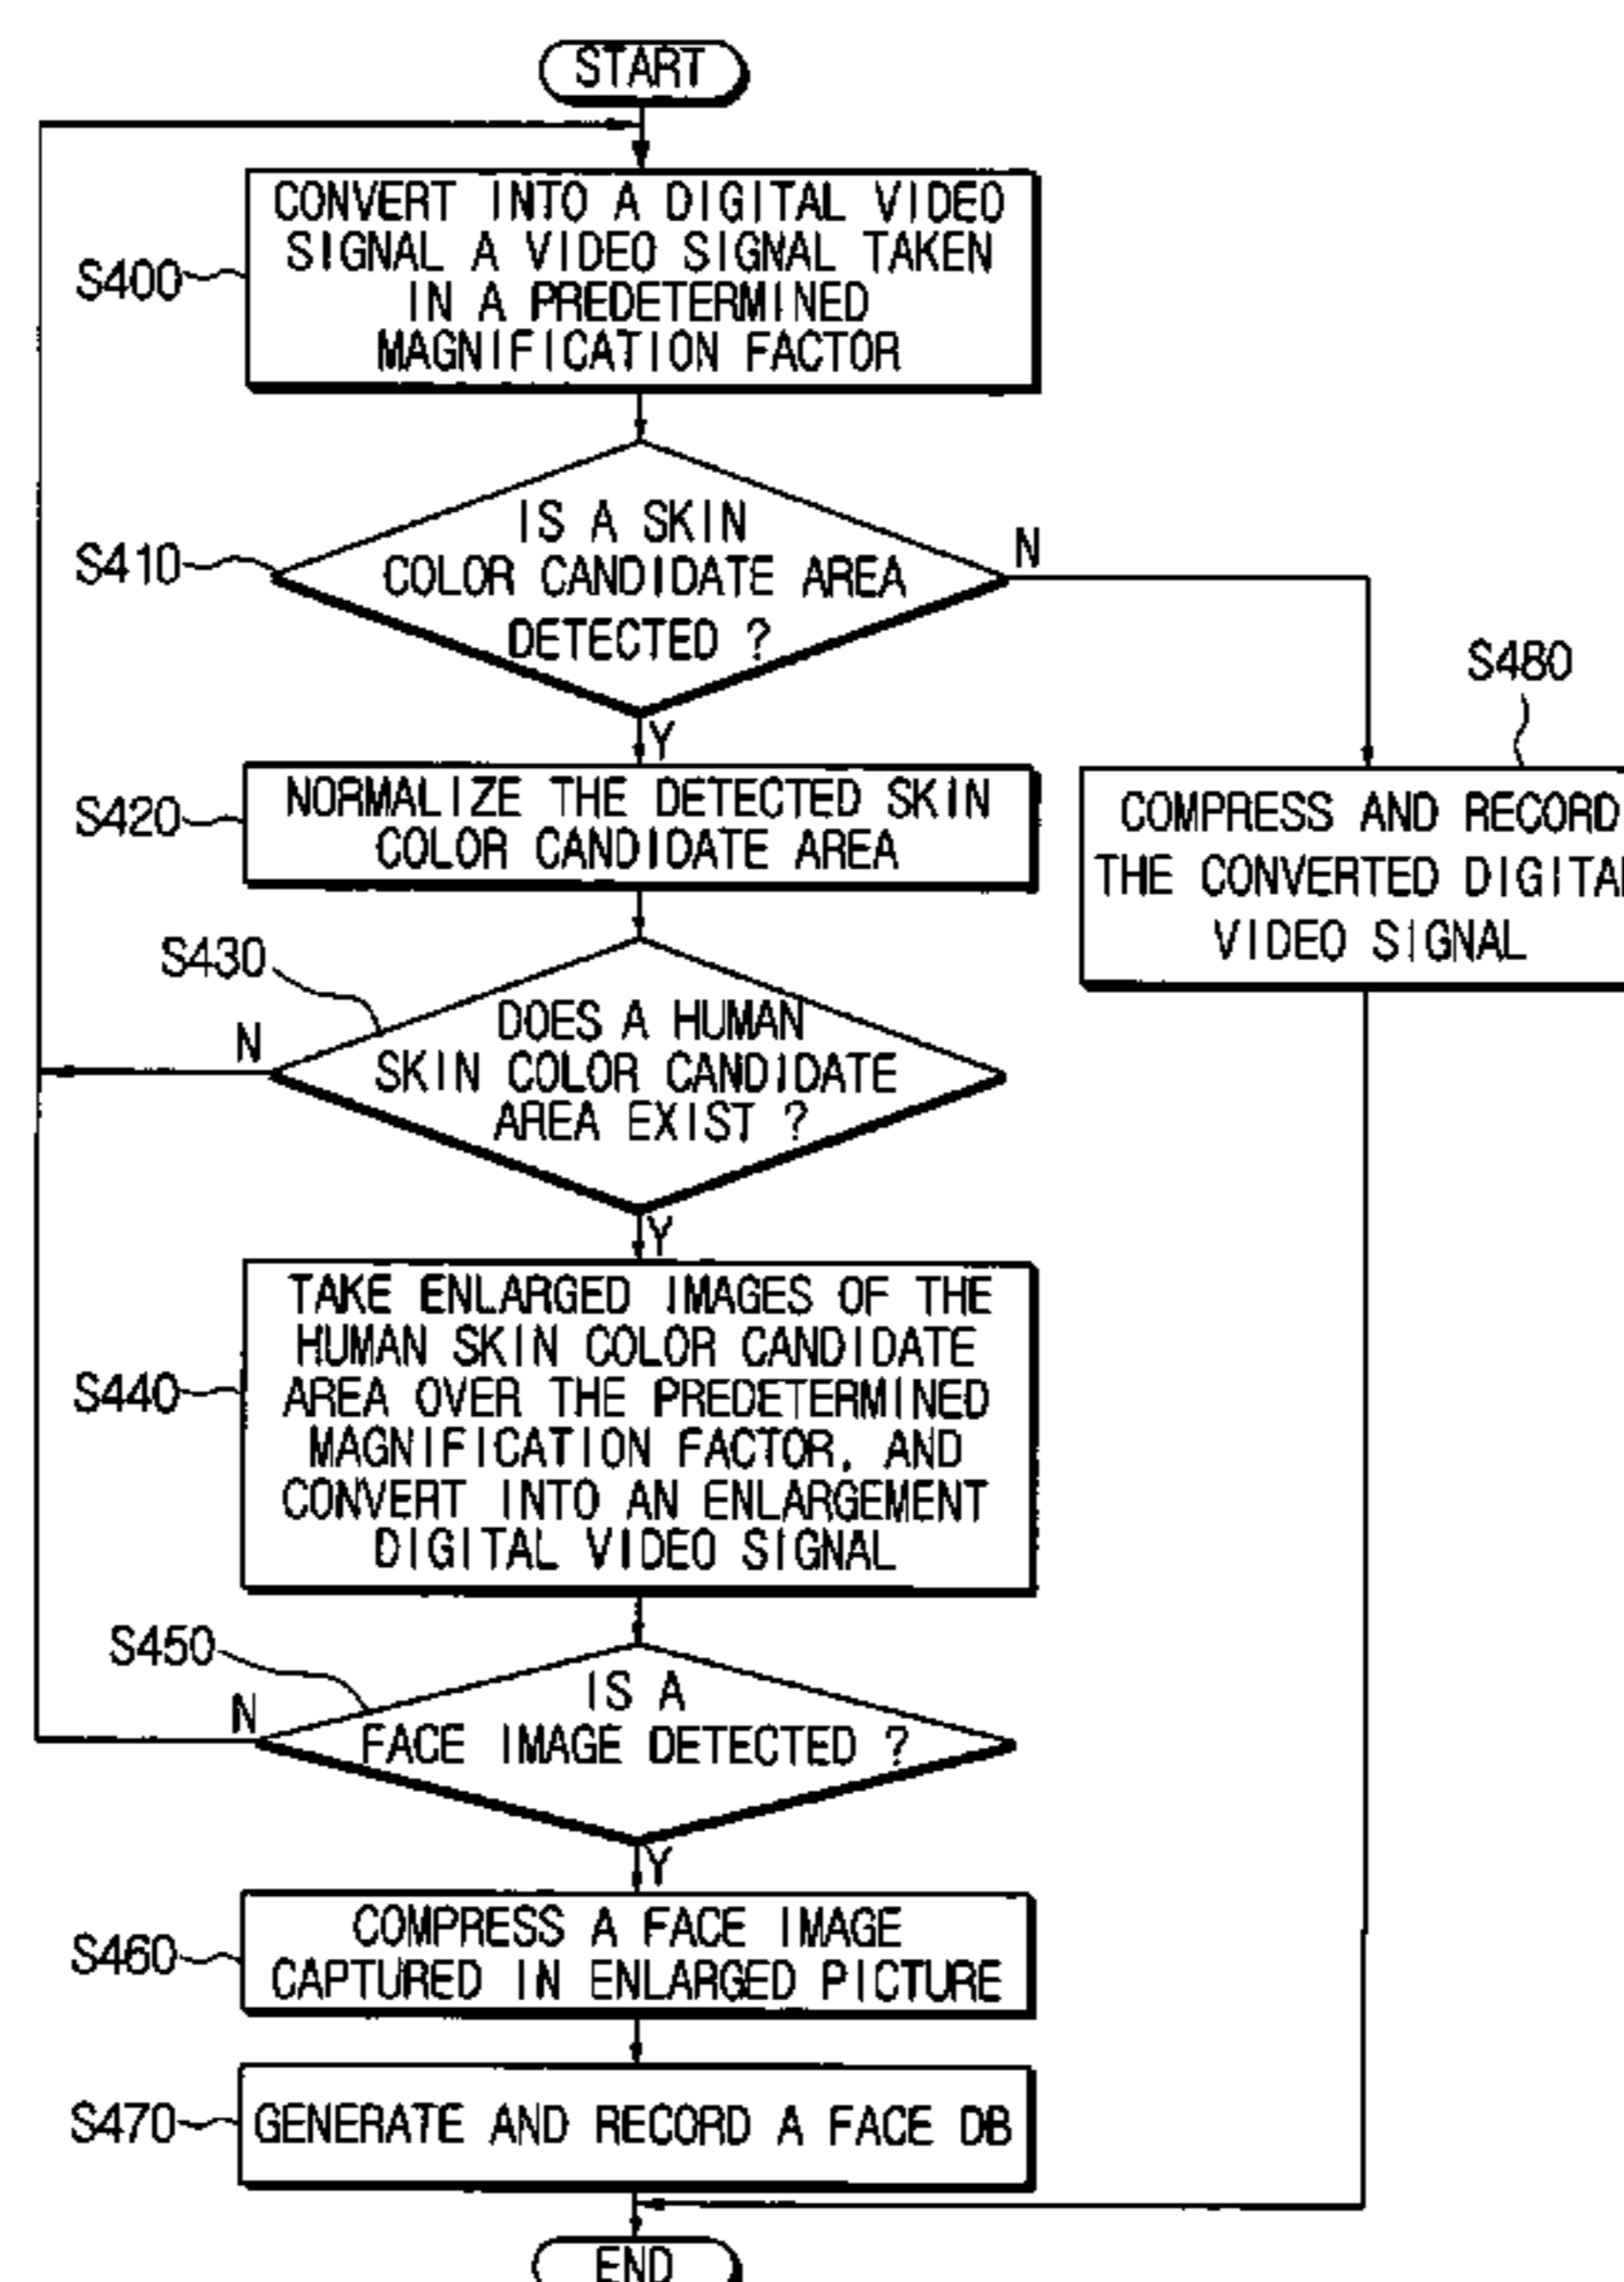 START
S400
CONVERT INTO A DIGITAL VIDEO
SIGNAL A VIDEO SIGNAL TAKEN
IN A PREDETERMINED
MAGNIFICATION FACTOR
S410
IS A SKIN
COLOR CANDIDATE AREA
DETECTED ?
N
Y
S480
COMPRESS AND RECORD
THE CONVERTED DIGITAL
VIDEO SIGNAL
S420
NORMALIZE THE DETECTED SKIN
COLOR CANDIDATE AREA
S430
DOES A HUMAN
SKIN COLOR CANDIDATE
AREA EXIST ?
N
Y
S440
TAKE ENLARGED IMAGES OF THE
HUMAN SKIN COLOR CANDIDATE
AREA OVER THE PREDETERMINED
MAGNIFICATION FACTOR, AND
CONVERT INTO AN ENLARGEMENT
DIGITAL VIDEO SIGNAL
S450
IS A
FACE IMAGE DETECTED ?
N
Y
S460
COMPRESS A FACE IMAGE
CAPTURED IN ENLARGED PICTURE
S470
GENERATE AND RECORD A FACE DB
END